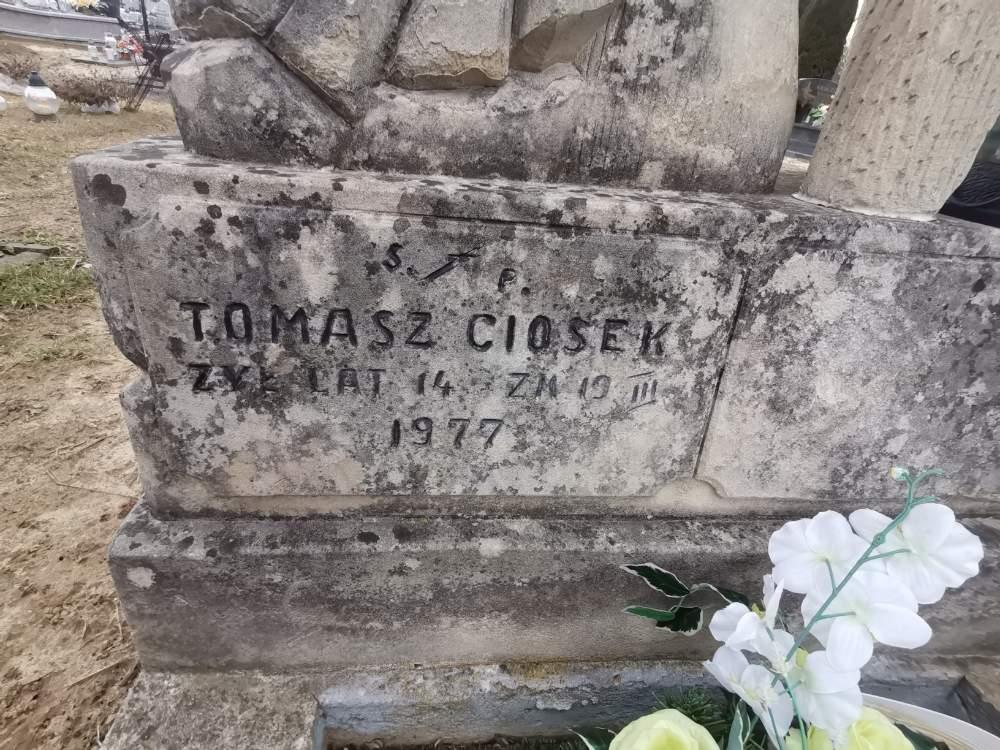 Ś. † P.
TOMASZ CIOSEK
ŻYŁ LAT 14 ZM 19 III
1977